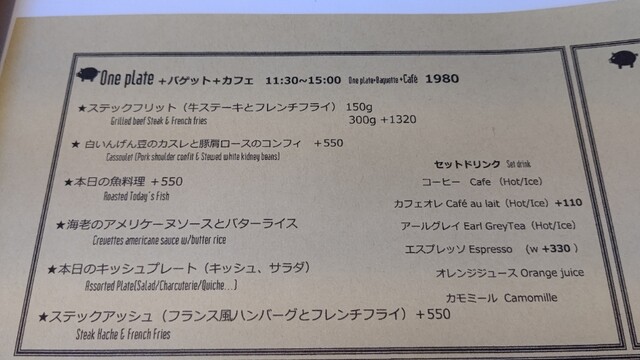 One plate +バゲット+カフェ 11:30~15:00 One plate+Baguette+Café 1980
★ステックフリット（牛ステーキとフレンチフライ） 150g
Grilled beef Steak & French fries 300g +1320
★ 白いんげん豆のカスレと豚肩ロースのコンフィ +550
Cassoulet (Pork shoulder confit & Stewed white kidney beans)
★本日の魚料理 +550
Roasted Today's Fish
★海老のアメリケーヌソースとバターライス
Crevettes americane sauce w/butter rice
★本日のキッシュプレート（キッシュ、サラダ）
Assorted Plate(Salad/Charcuterie/Quiche...)
★ステックアッシュ（フランス風ハンバーグとフレンチフライ）+550
Steak Hache & French Fries
セットドリンク Set drink
コーヒー Cafe （Hot/Ice）
カフェオレ Café au lait（Hot/Ice）+110
アールグレイ Earl GreyTea（Hot/Ice）
エスプレッソ Espresso （w +330 ）
オレンジジュース Orange juice
カモミール Camomille